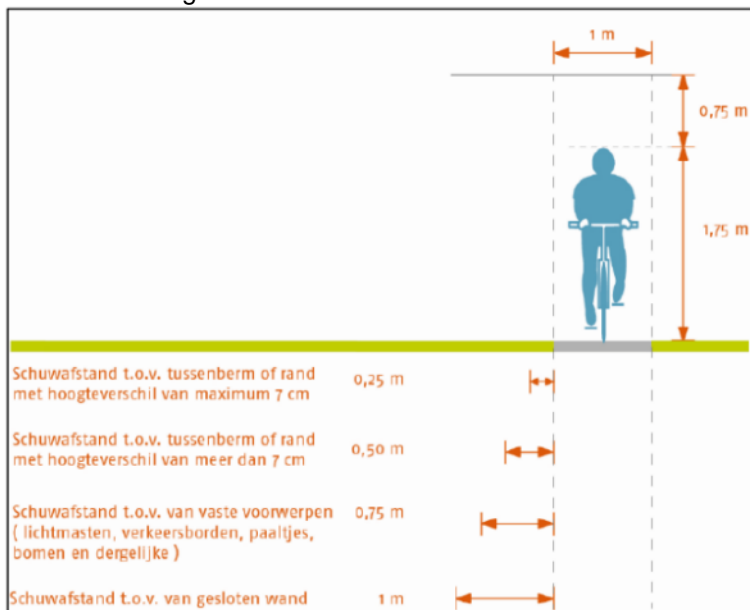 1 m
0,75 m
1,75 m
Schuwafstand t.o.v. tussenberm of rand 0,25 m
met hoogteverschil van maximum 7 cm
Schuwafstand t.o.v. tussenberm of rand 0,50 m
met hoogteverschil van meer dan 7 cm
Schuwafstand t.o.v. van vaste voorwerpen 0,75 m
( lichtmasten, verkeersborden, paaltjes,
bomen en dergelijke )
Schuwafstand t.o.v. van gesloten wand 1 m